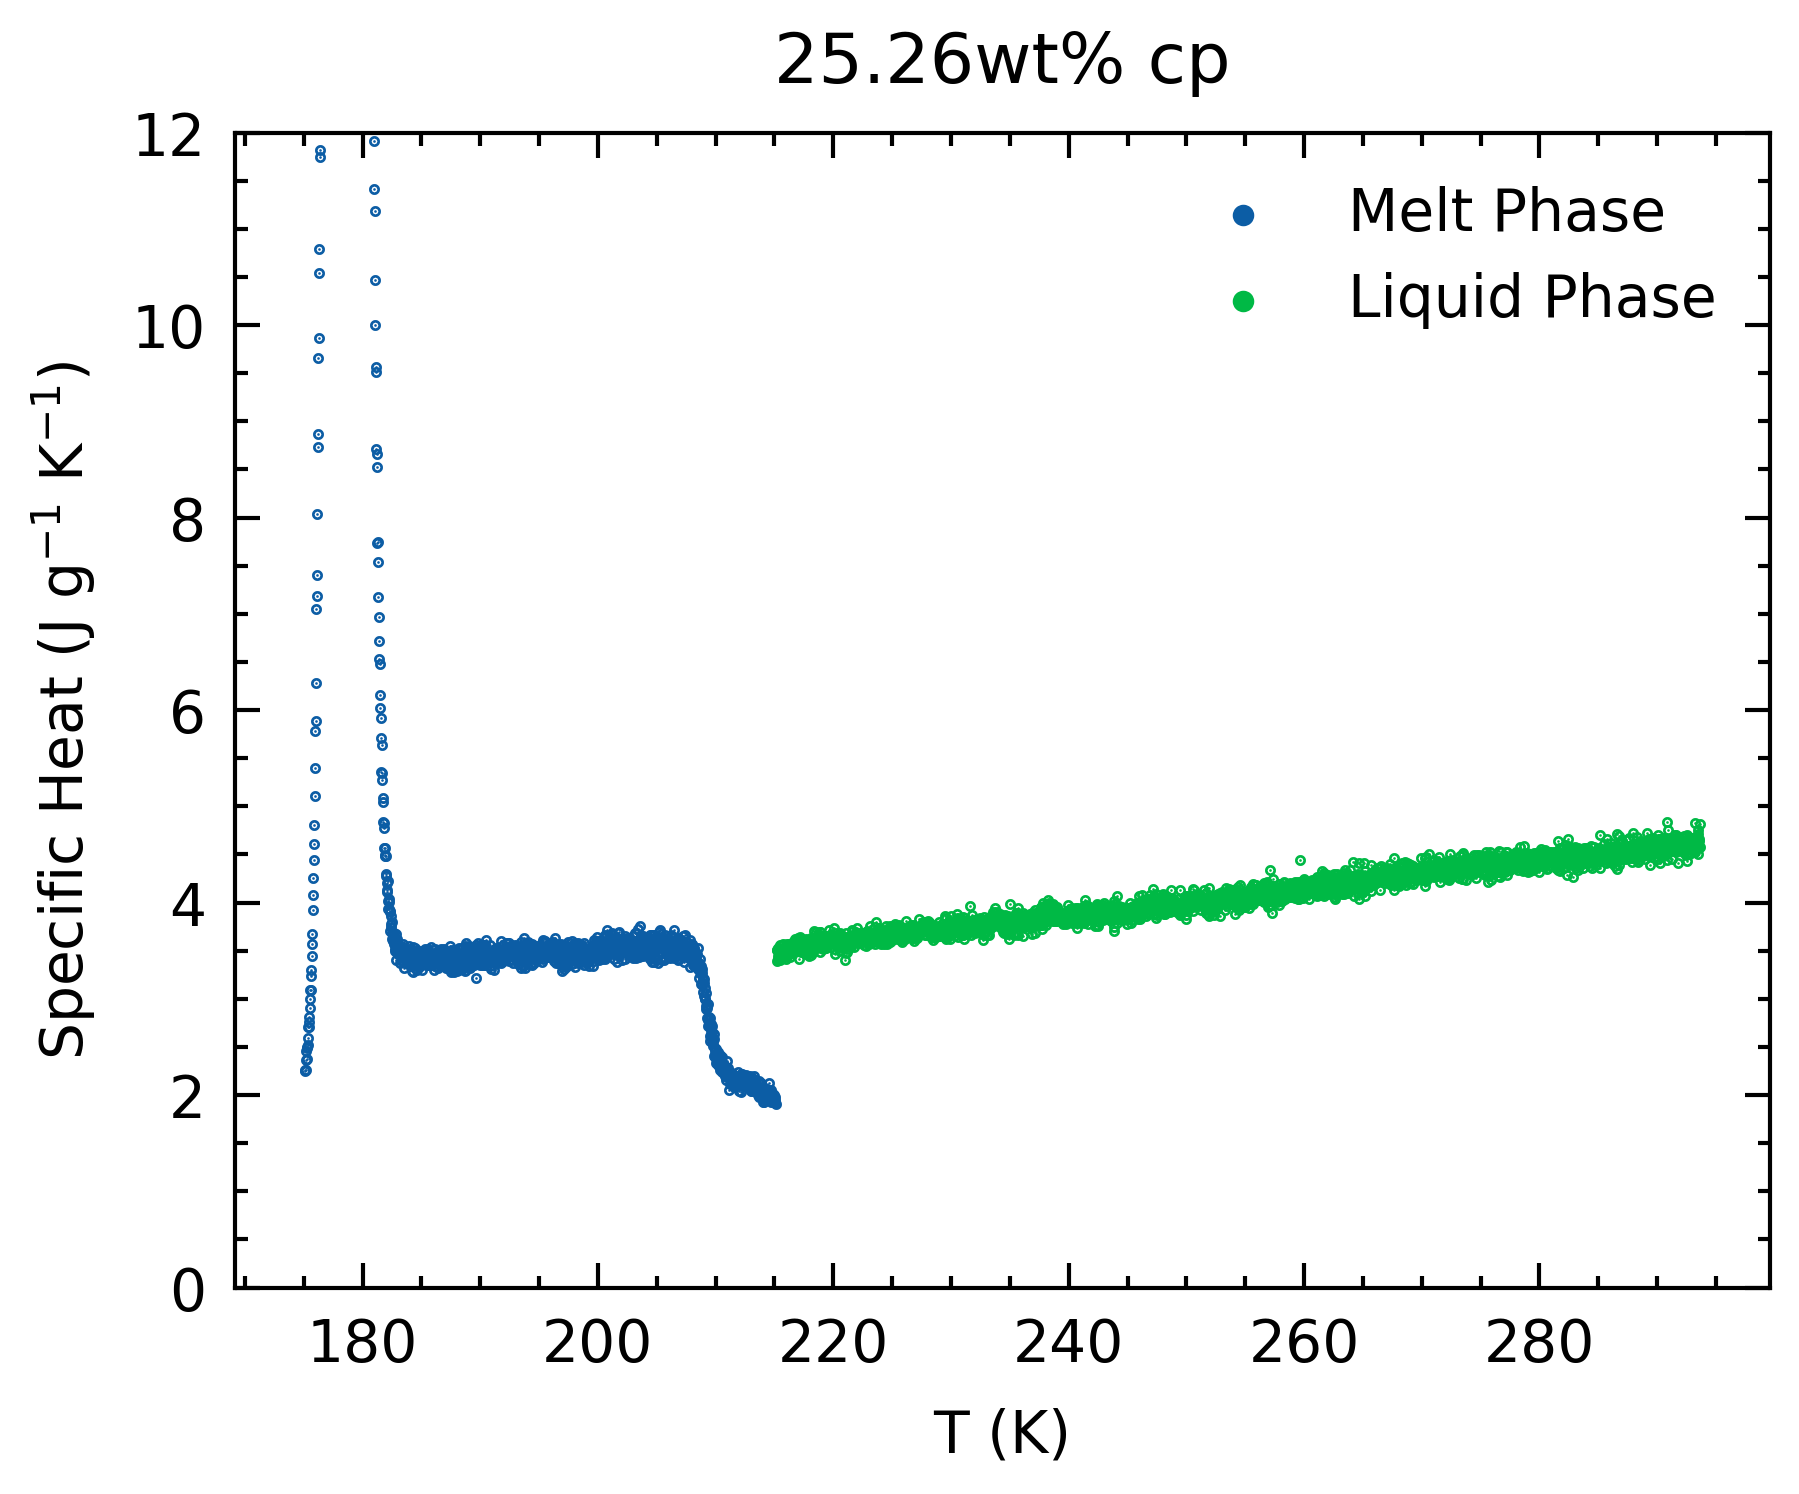 25.26wt% cp
12
10
8
6
4
2
0
Specific Heat (J g⁻¹ K⁻¹)
Melt Phase
Liquid Phase
180 200 220 240 260 280
T (K)